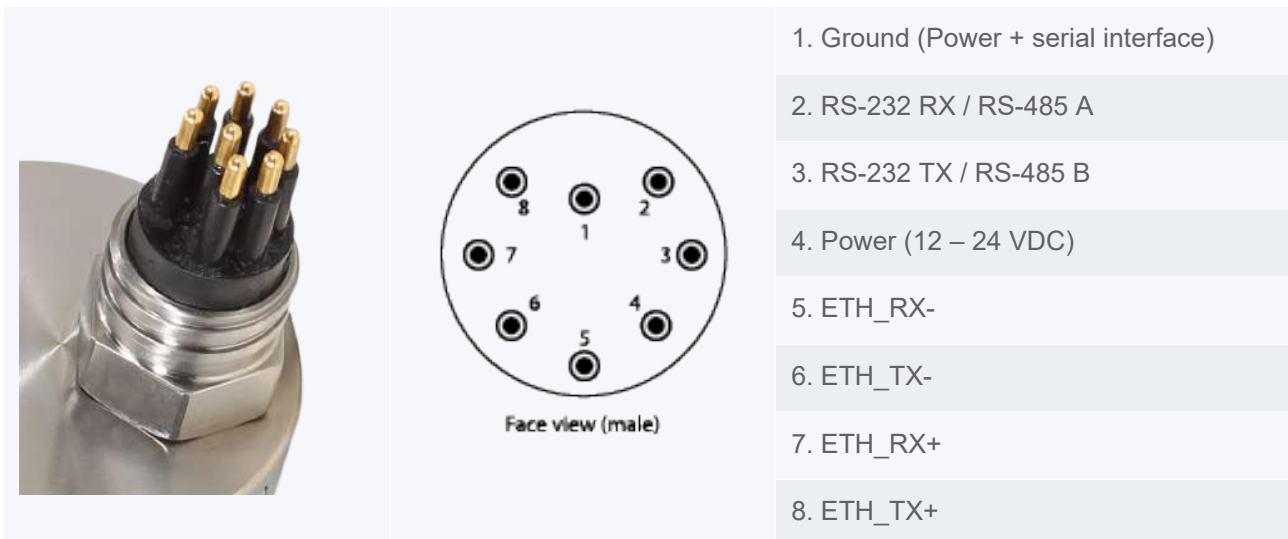 1. Ground (Power + serial interface)
2. RS-232 RX / RS-485 A
3. RS-232 TX / RS-485 B
4. Power (12 – 24 VDC)
5. ETH_RX-
6. ETH_TX-
7. ETH_RX+
8. ETH_TX+
8
1
2
7
3
6
4
5
Face view (male)